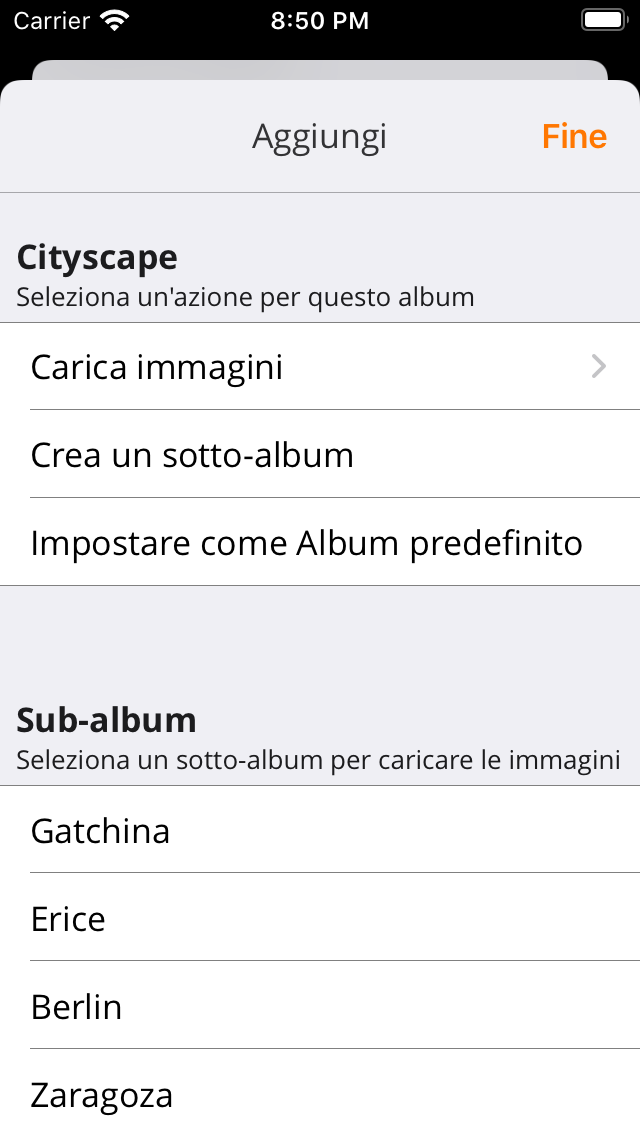 Carrier 8:50 PM
Aggiungi Fine
Cityscape
Seleziona un'azione per questo album
Carica immagini
Crea un sotto-album
Impostare come Album predefinito
Sub-album
Seleziona un sotto-album per caricare le immagini
Gatchina
Erice
Berlin
Zaragoza